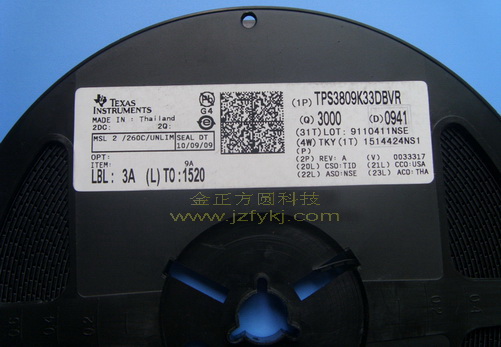 TEXAS
INSTRUMENTS
MADE IN : Thailand
2DC: 2Q:
G4
MSL 2 /260C/UNLIM
SEAL DT
10/09/09
OPT:
ITEM: 9A
LBL: 3A (L)TO:1520
(1P) TPS3809K33DBVR
(Q) 3000 (D) 0941
(31T)LOT: 9110411NSE
(4W) TKY (1T) 1514424NS1
(P)
(2P) REV: A (V) 0033317
(20L) CSO:TID (21L) CCO:USA
(22L) ASO:NSE (23L) ACO:THA
金正方圆科技
www.jzfykj.com